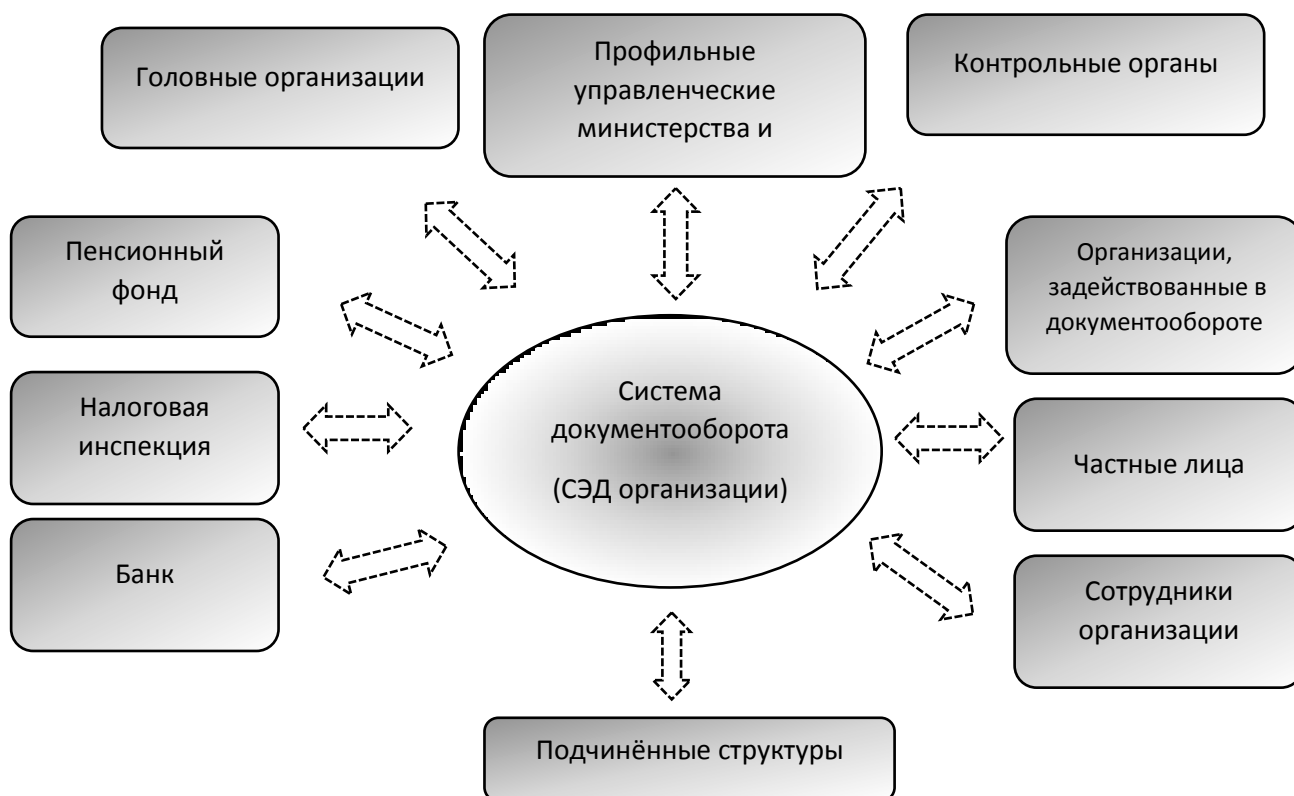 Головные организации
Профильные
управленческие
министерства и
Контрольные органы
Пенсионный
фонд
Организации,
задействованные в
документообороте
Налоговая
инспекция
Система
документооборота
(СЭД организации)
Частные лица
Банк
Сотрудники
организации
Подчинённые структуры